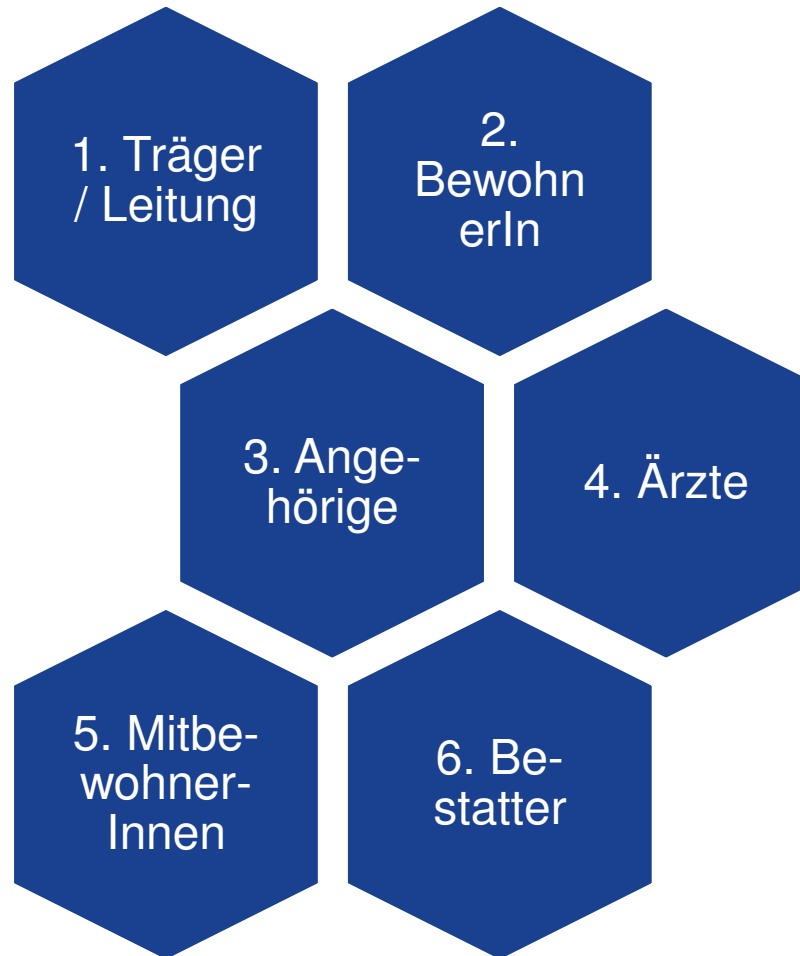 1. Träger
/ Leitung
2.
Bewohn
erIn
3. Ange-
hörige
4. Ärzte
5. Mitbe-
wohner-
Innen
6. Be-
statter